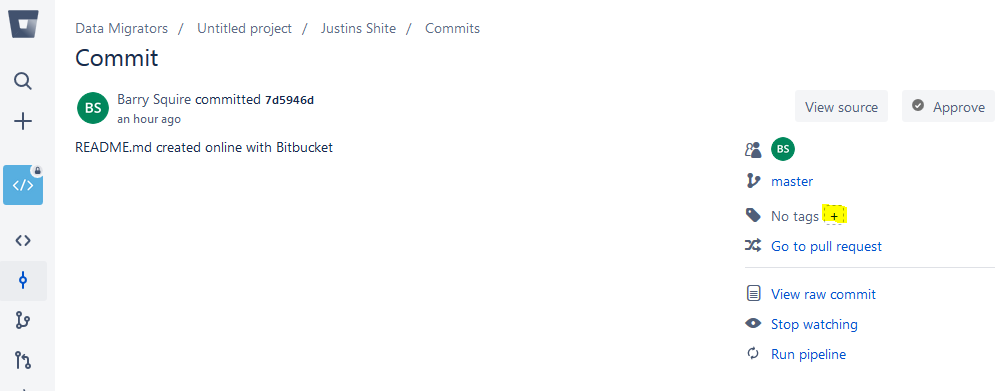 Data Migrators / Untitled project / Justins Shite / Commits
Commit
BS Barry Squire committed 7d5946d
an hour ago
View source
Approve
README.md created online with Bitbucket
BS
master
No tags +
Go to pull request
View raw commit
Stop watching
Run pipeline